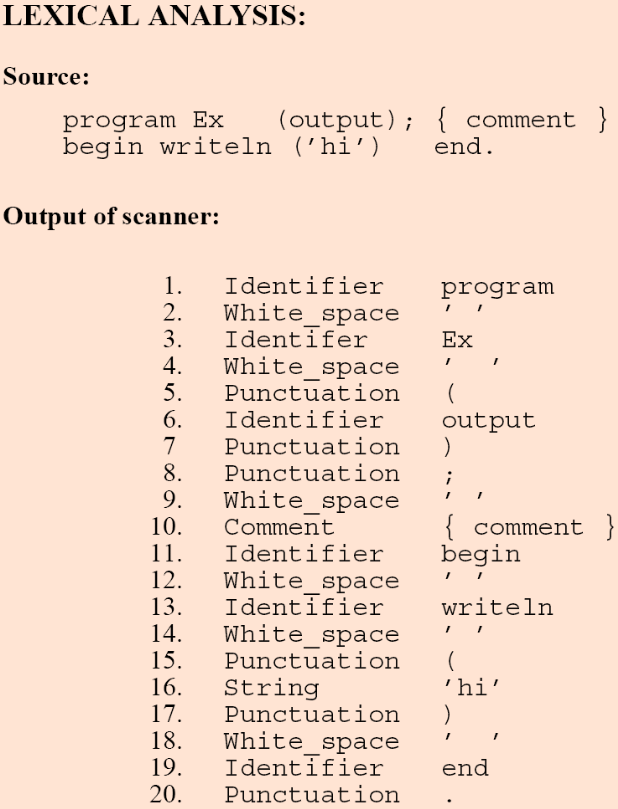 LEXICAL ANALYSIS:
Source:
program Ex   (output); { comment }
begin writeln ('hi')   end.
Output of scanner:
1. Identifier program
2. White_space ' '
3. Identifer Ex
4. White_space '  '
5. Punctuation (
6. Identifier output
7 Punctuation )
8. Punctuation ;
9. White_space ' '
10. Comment { comment }
11. Identifier begin
12. White_space ' '
13. Identifier writeln
14. White_space ' '
15. Punctuation (
16. String 'hi'
17. Punctuation )
18. White_space '  '
19. Identifier end
20. Punctuation .